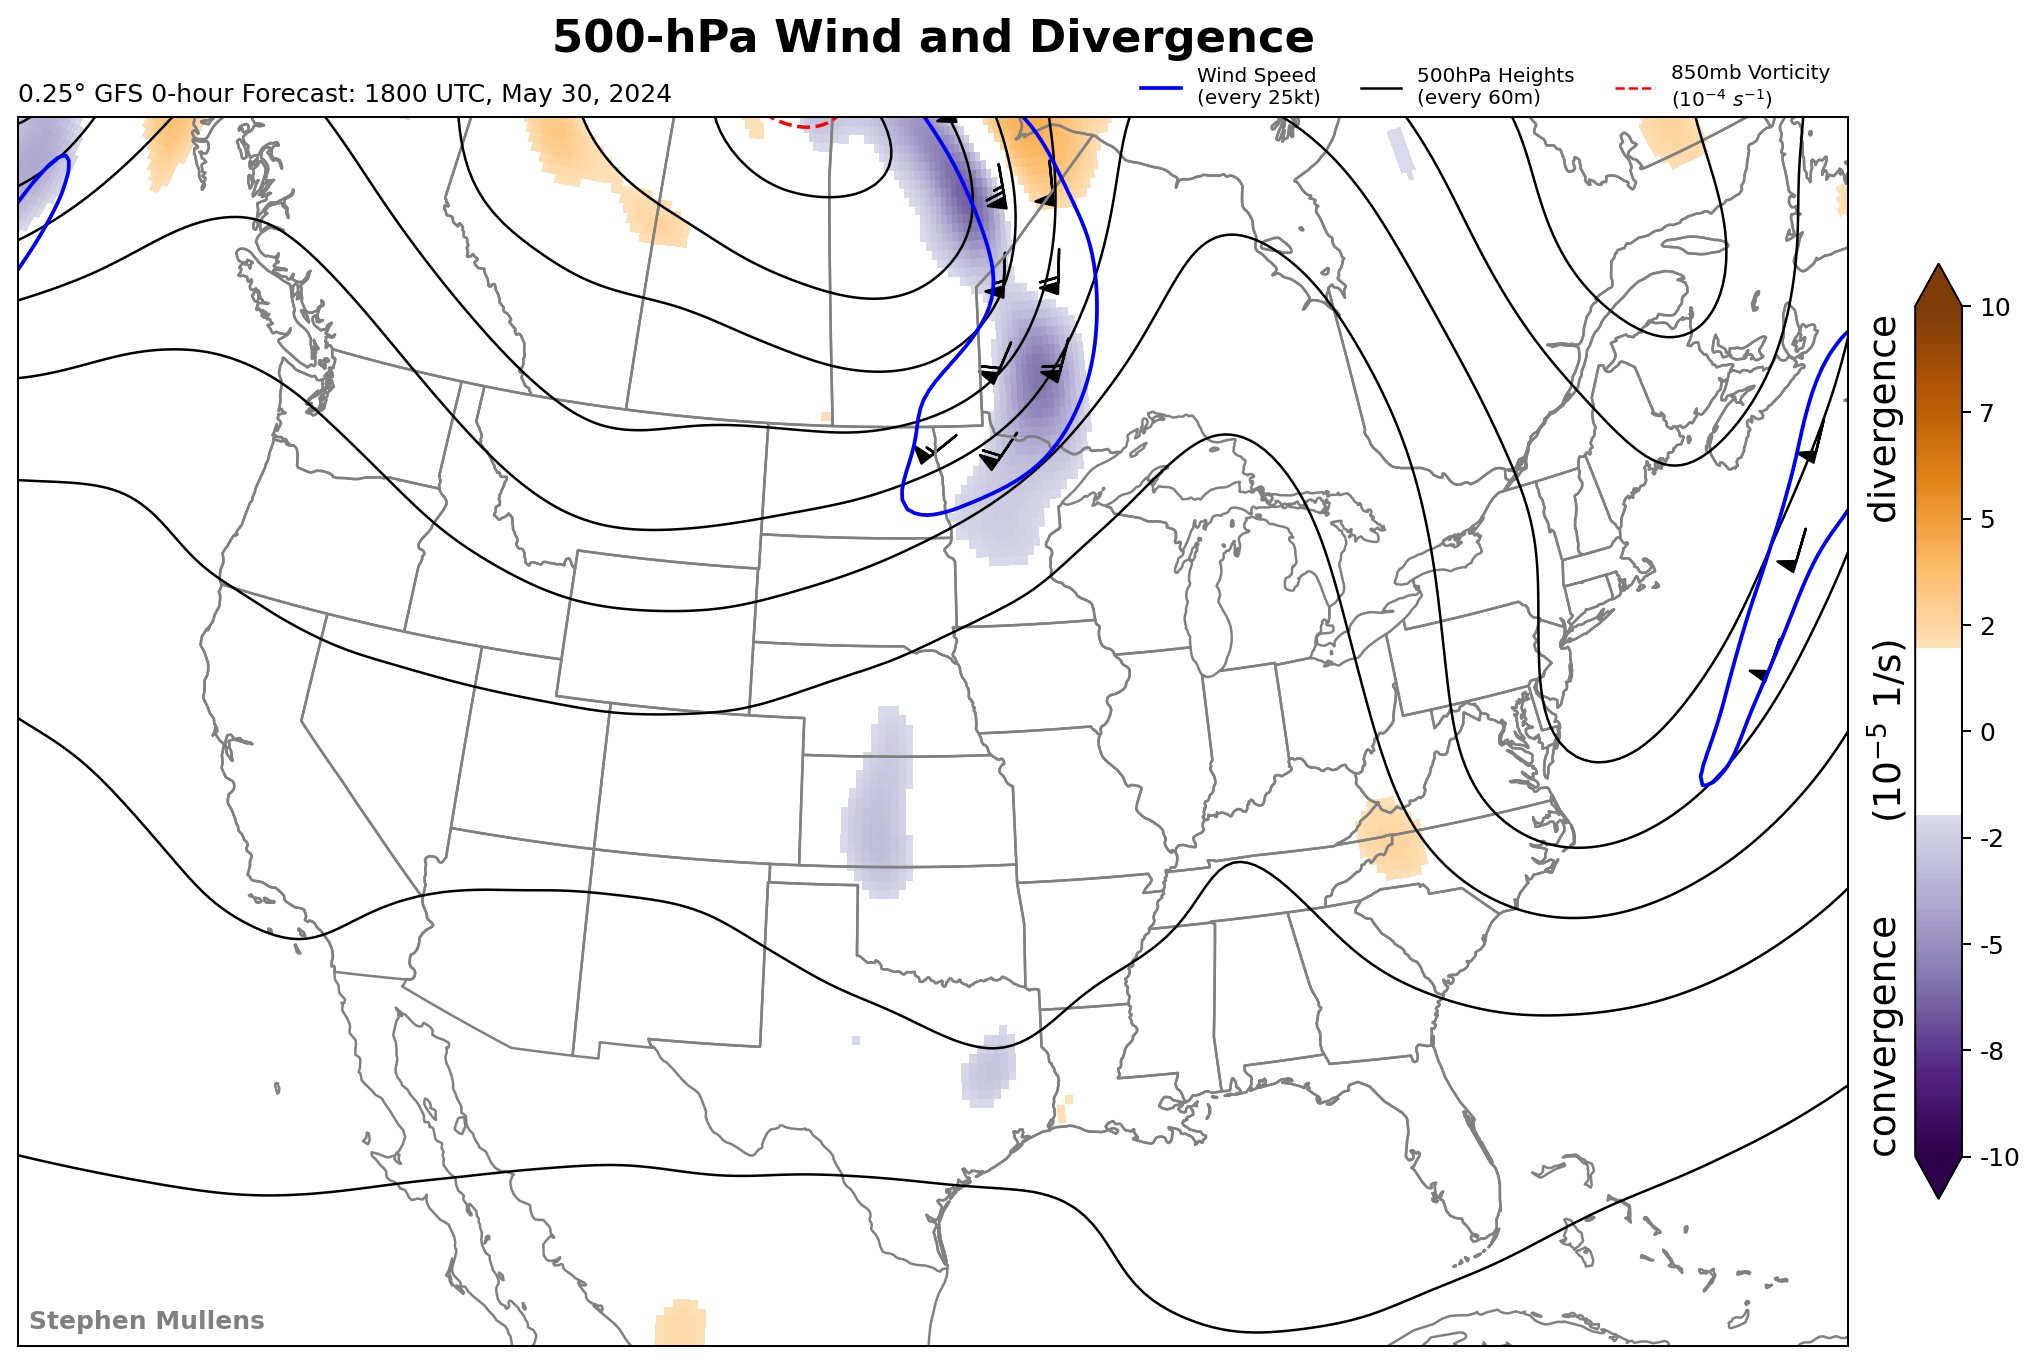 500-hPa Wind and Divergence
0.25° GFS 0-hour Forecast: 1800 UTC, May 30, 2024
Wind Speed
(every 25kt)
500hPa Heights
(every 60m)
850mb Vorticity
(10⁻⁴ s⁻¹)
10
7
5
2
0
-2
-5
-8
-10
convergence (10⁻⁵ 1/s) divergence
Stephen Mullens